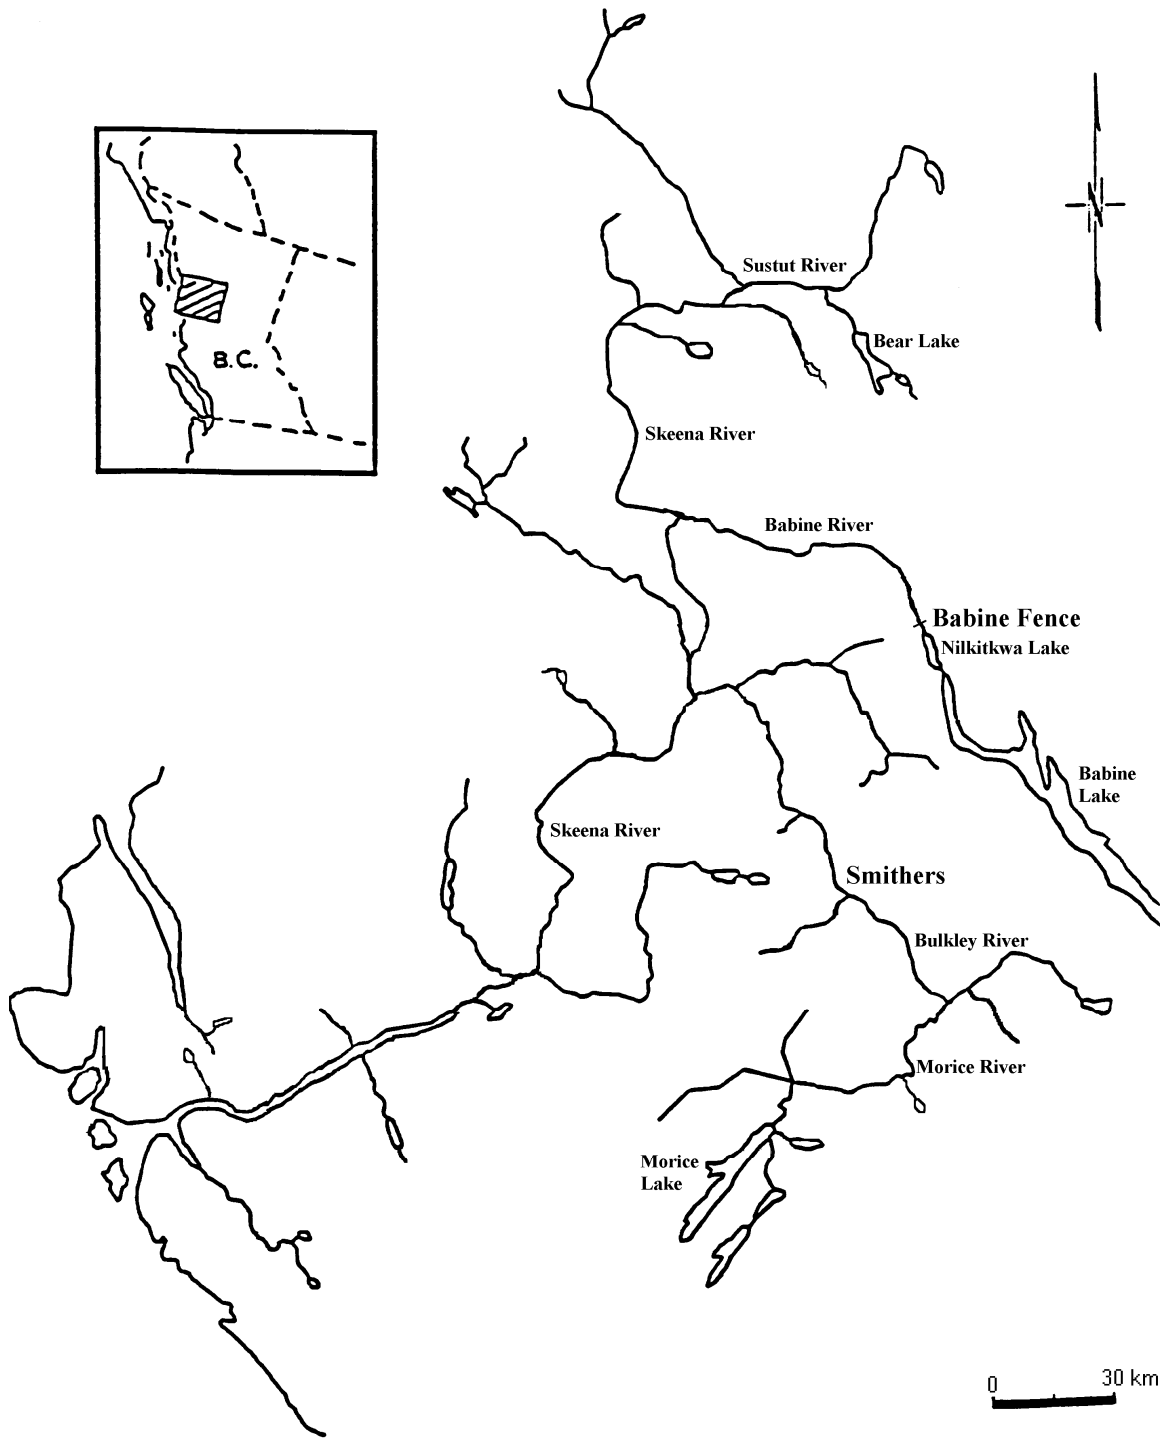 N
Sustut River
B.C.
Bear Lake
Skeena River
Babine River
Babine Fence
Nilkitkwa Lake
Babine
Lake
Skeena River
Smithers
Bulkley River
Morice River
Morice
Lake
0 30 km